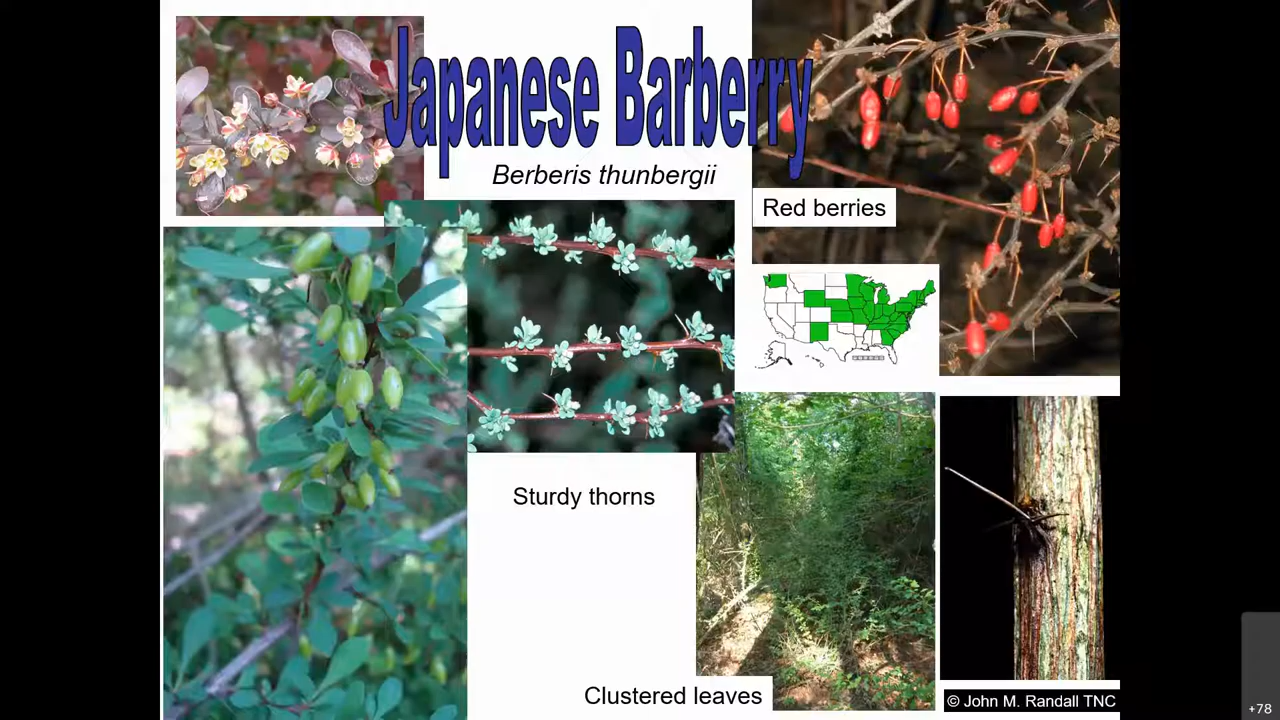 Japanese Barberry
Berberis thunbergii
Red berries
Sturdy thorns
Clustered leaves
© John M. Randall TNC
+78